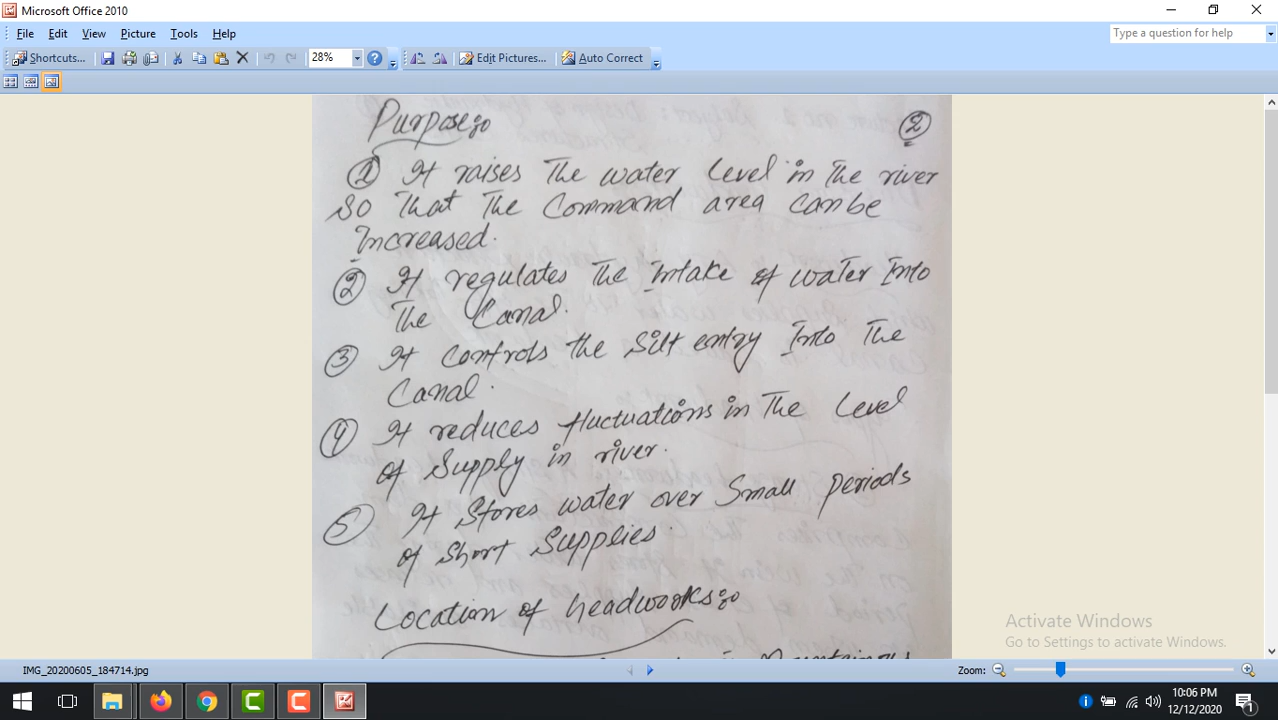 Microsoft Office 2010
File Edit View Picture Tools Help
Type a question for help
Shortcuts... 28% Edit Pictures... Auto Correct
Purpose:-
②
① It raises The water Level in The river
So That The Command area can be
Increased.
② It regulates The Intake of water Into
The Canal.
③ It Controls the Silt entry Into The
Canal.
④ It reduces fluctuations in The Level
of Supply in river.
⑤ It Stores water over Small Periods
of Short Supplies.
Location of headworks:-
in Mountainous
Activate Windows
Go to Settings to activate Windows.
IMG_20200605_184714.jpg
Zoom:
10:06 PM
12/12/2020
1